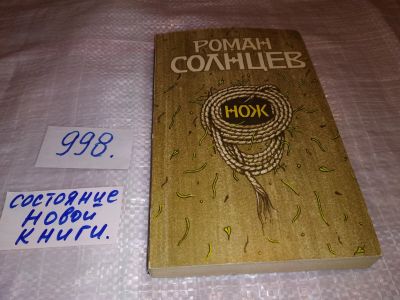 РОМАН
СОЛНЦЕВ
НОЖ
998.
СОСТОЯНИЕ
НОВОЙ
КНИГИ.